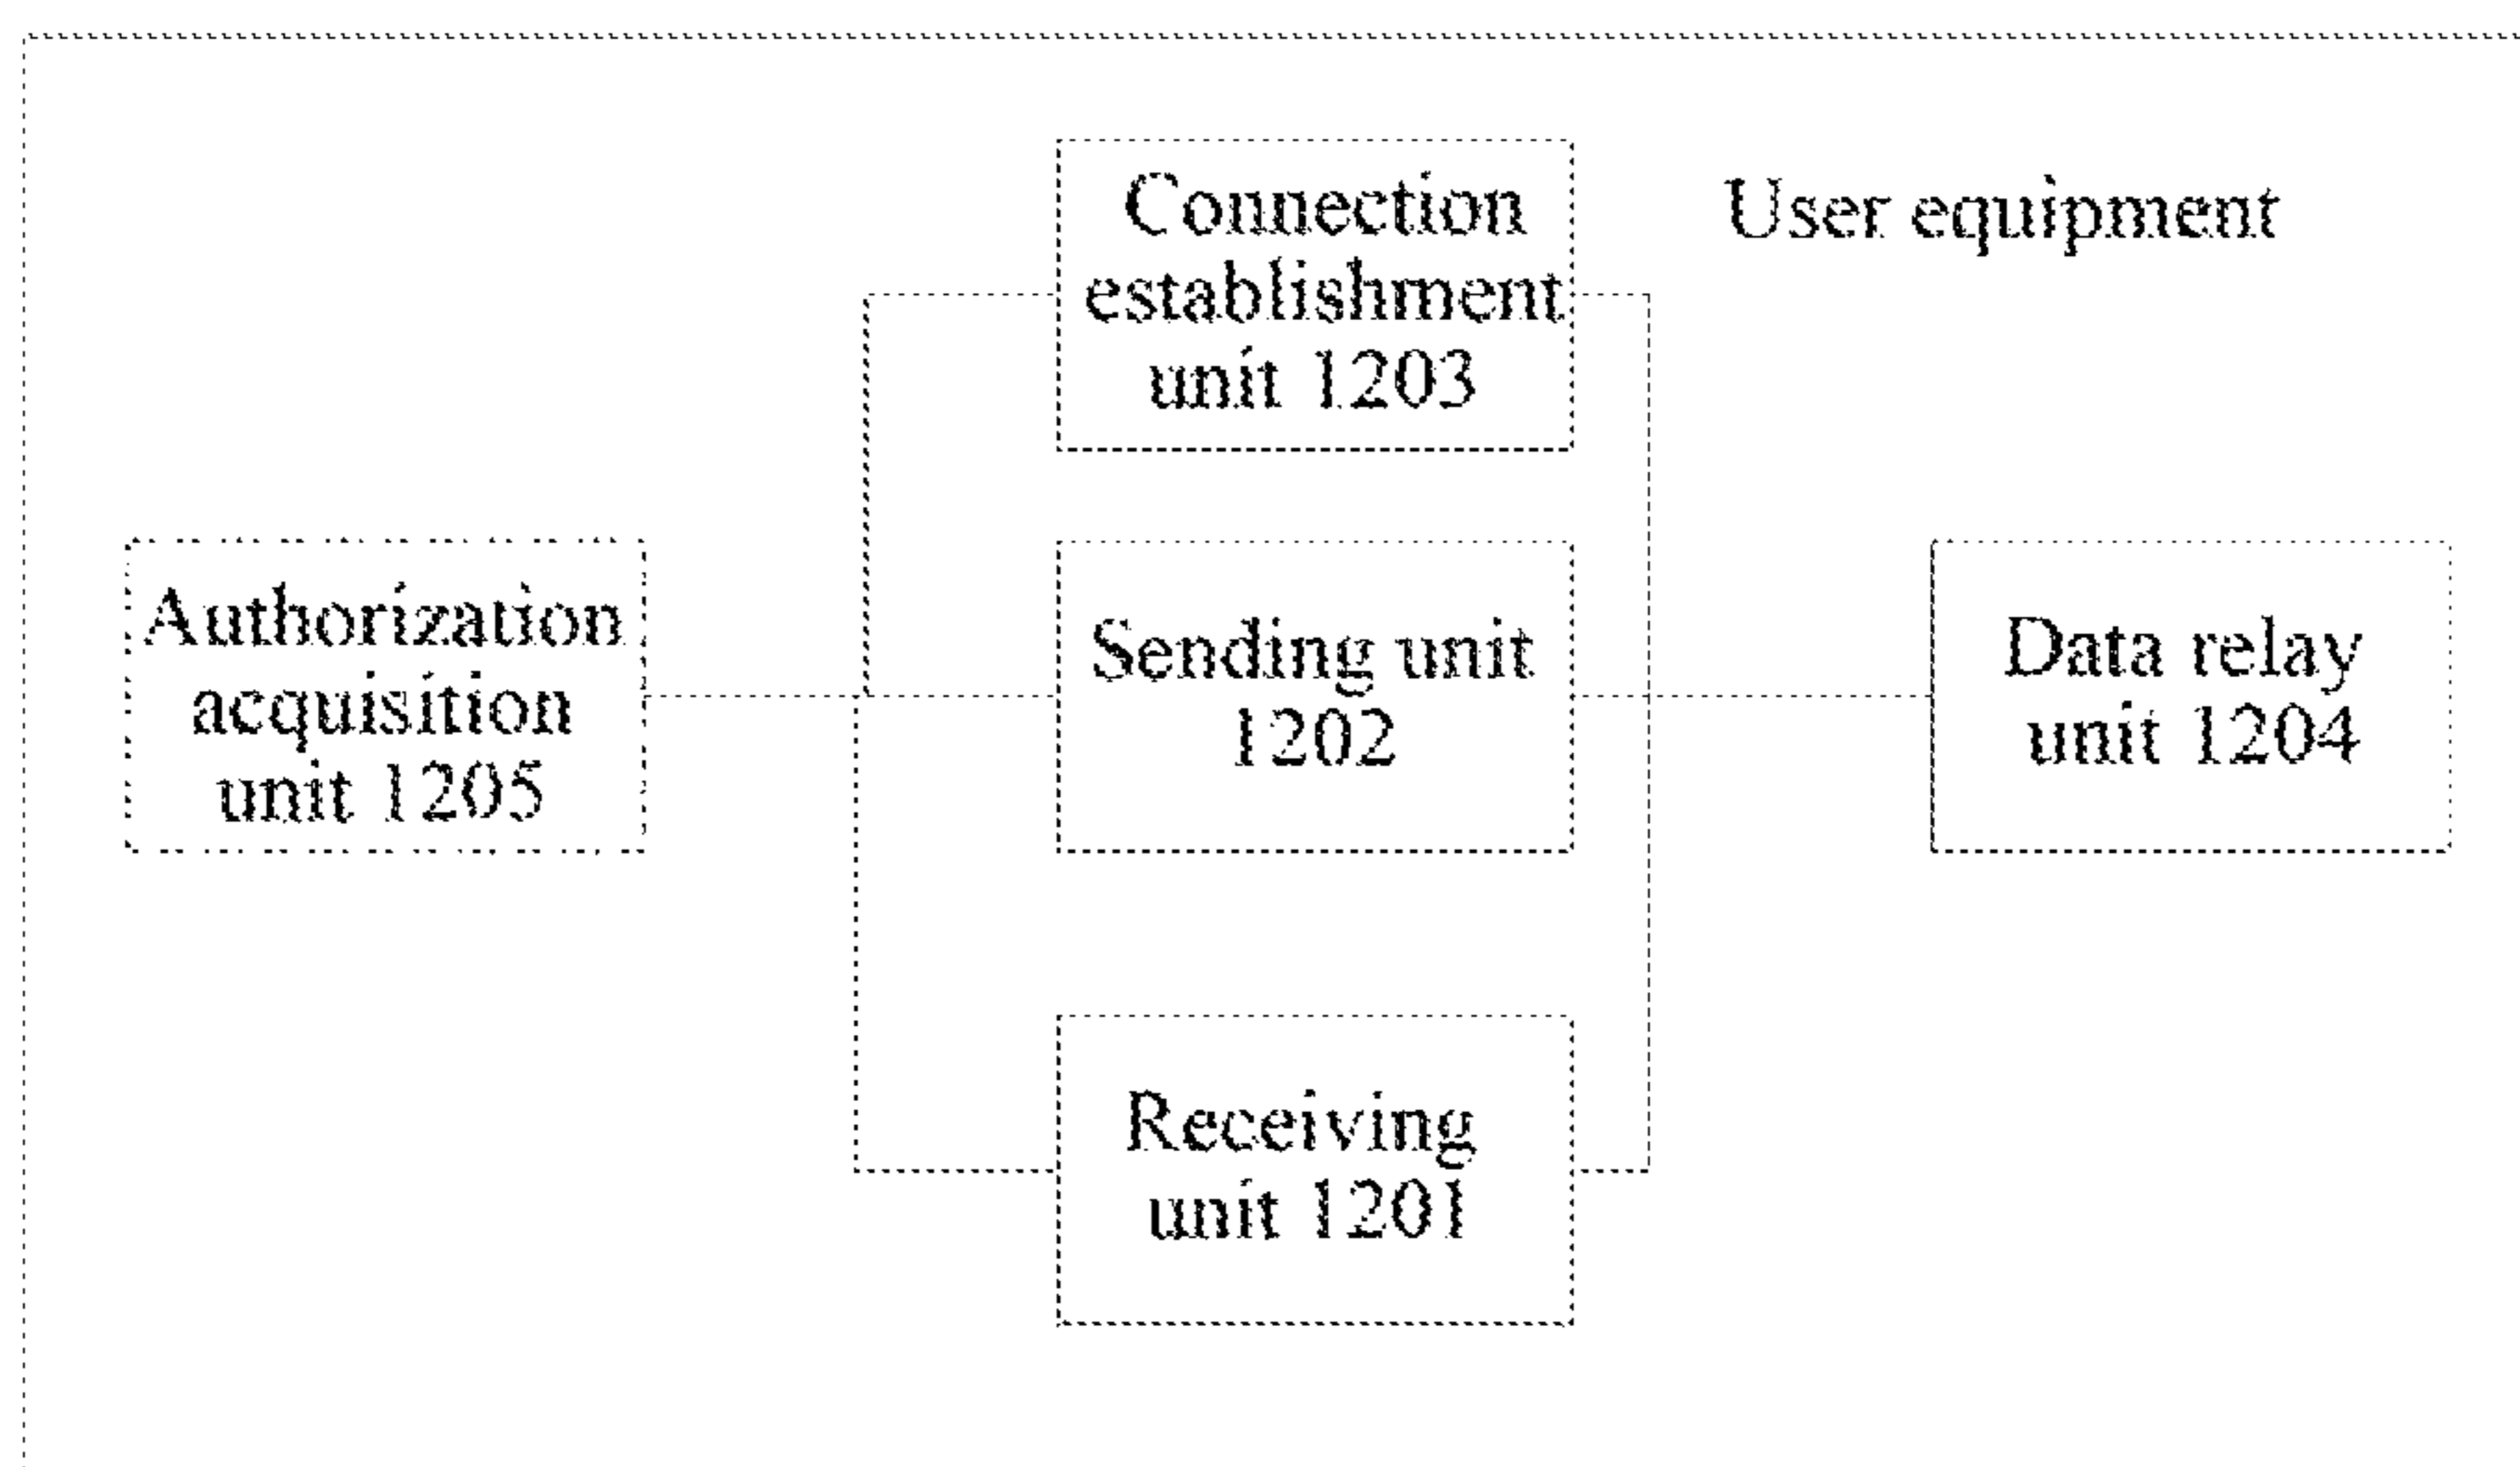 Connection
establishment
unit 1203
User equipment
Authorization
acquisition
unit 1205
Sending unit
1202
Data relay
unit 1204
Receiving
unit 1201